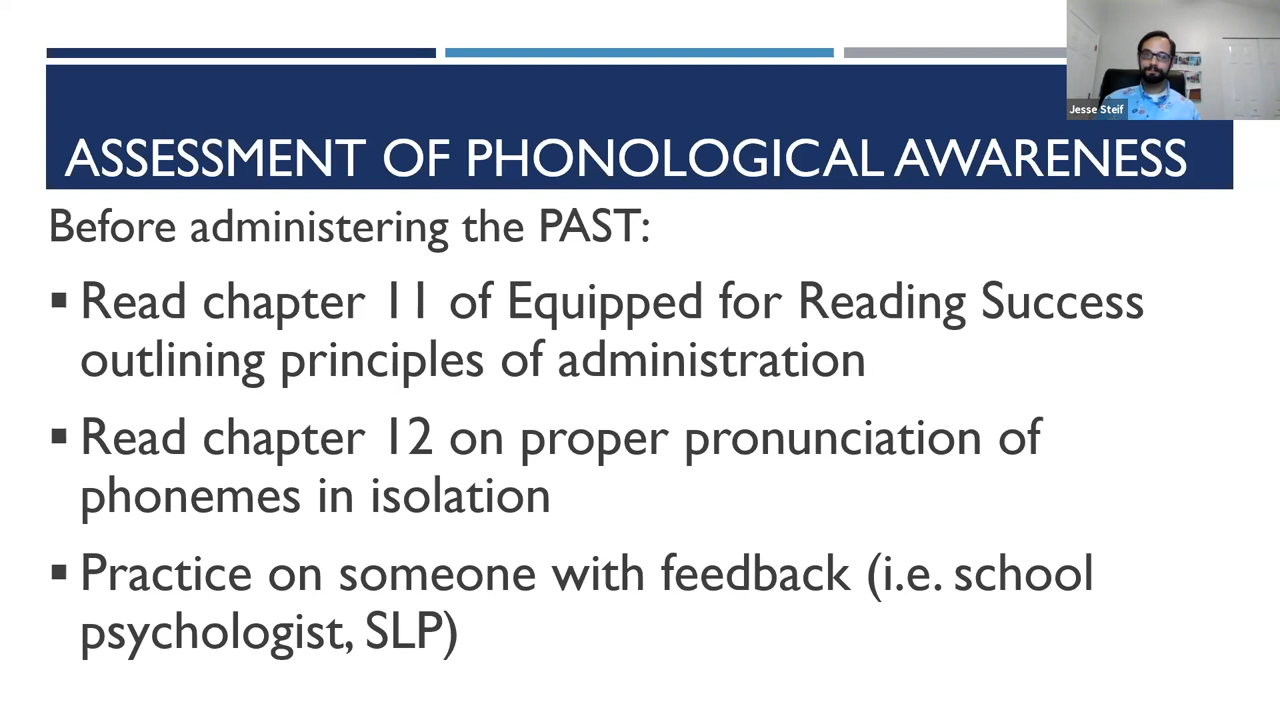 Jesse Steif
ASSESSMENT OF PHONOLOGICAL AWARENESS
Before administering the PAST:
▪ Read chapter 11 of Equipped for Reading Success
outlining principles of administration
▪ Read chapter 12 on proper pronunciation of
phonemes in isolation
▪ Practice on someone with feedback (i.e. school
psychologist, SLP)